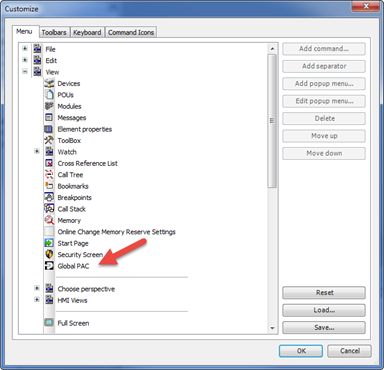 Customize
Menu
Toolbars
Keyboard
Command Icons
File
Edit
View
Devices
POUs
Modules
Messages
Element properties
ToolBox
Watch
Cross Reference List
Call Tree
Bookmarks
Breakpoints
Call Stack
Memory
Online Change Memory Reserve Settings
Start Page
Security Screen
Global PAC
Choose perspective
HMI Views
Full Screen
Add command...
Add separator
Add popup menu...
Edit popup menu...
Delete
Move up
Move down
Reset
Load...
Save...
OK
Cancel